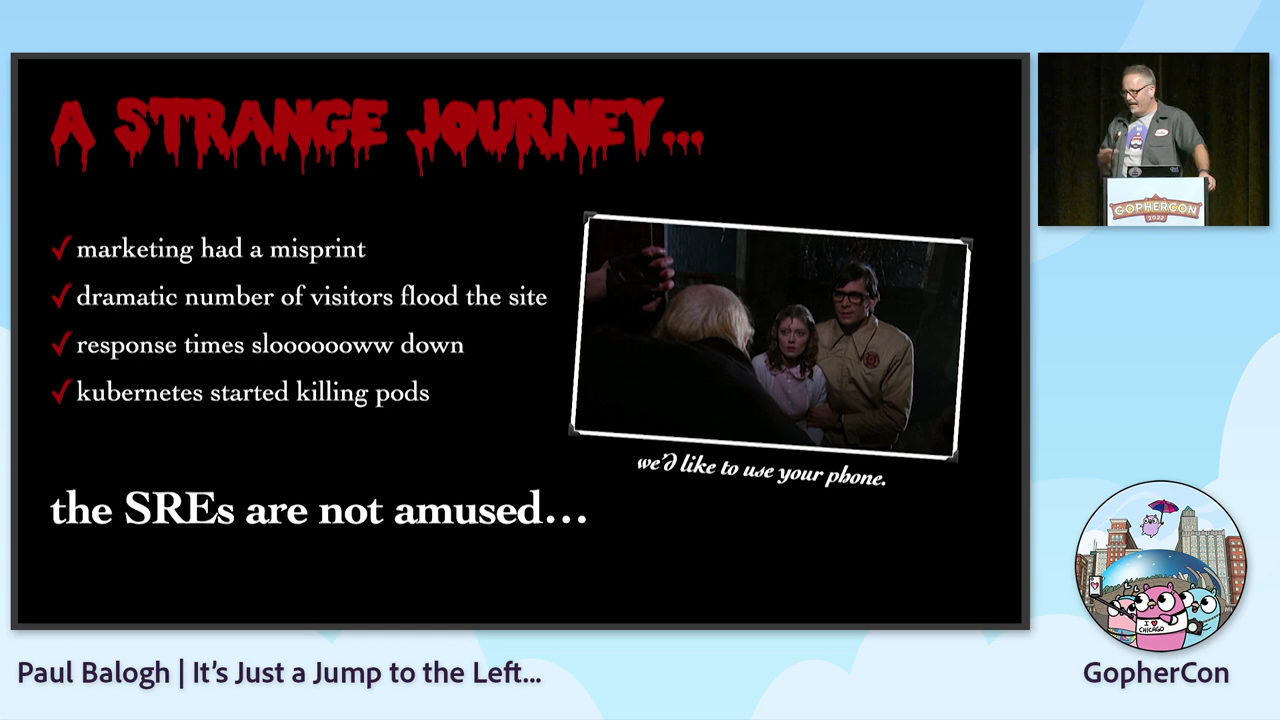 A STRANGE JOURNEY...
✓ marketing had a misprint
✓ dramatic number of visitors flood the site
✓ response times slooooooww down
✓ kubernetes started killing pods
we'd like to use your phone.
the SREs are not amused...
GOPHERCON
2022
I ♥
CHICAGO
Paul Balogh | It's Just a Jump to the Left...
GopherCon